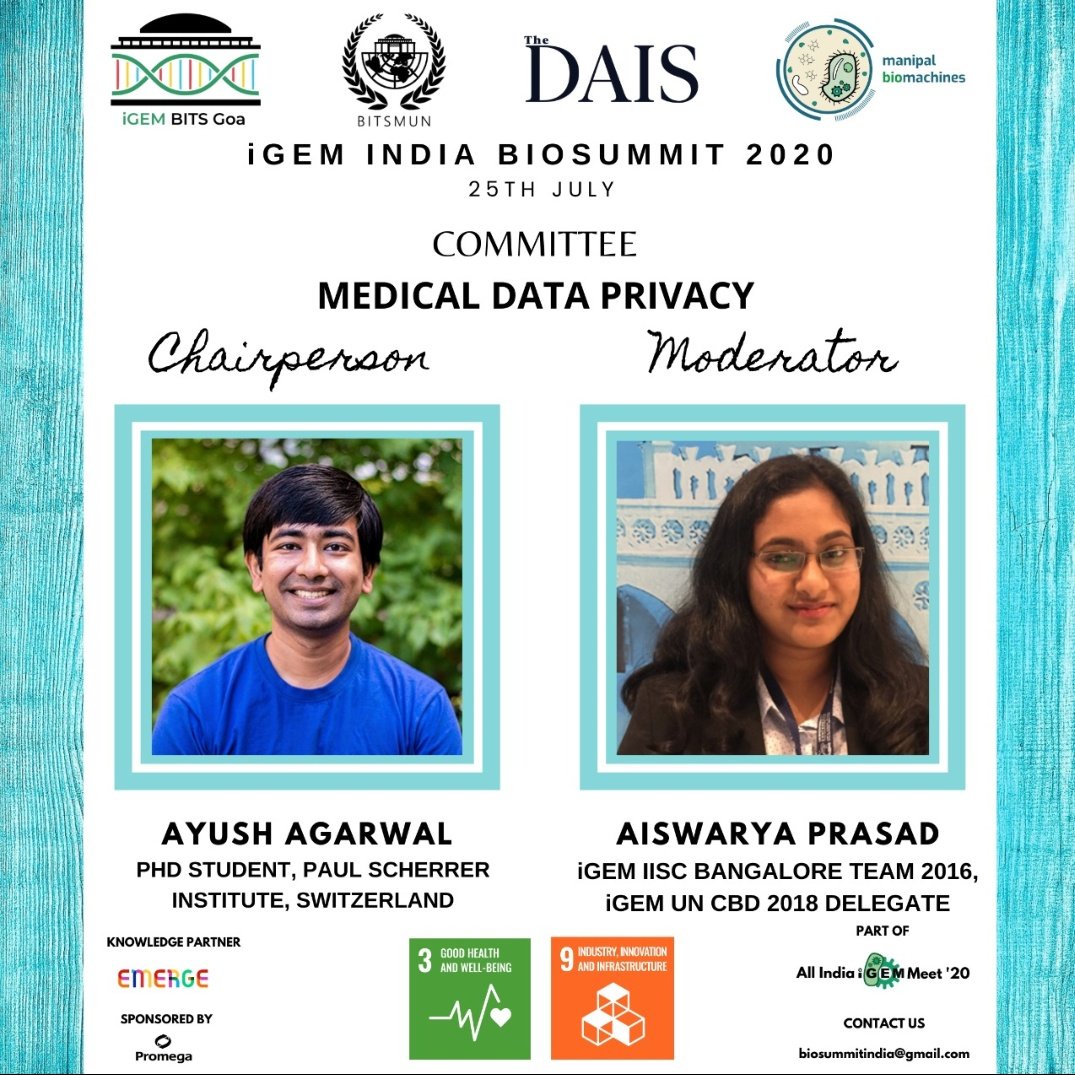 iGEM BITS Goa
BITSMUN
The
DAIS
manipal
biomachines
iGEM INDIA BIOSUMMIT 2020
25TH JULY
COMMITTEE
MEDICAL DATA PRIVACY
Chairperson
Moderator
AYUSH AGARWAL
PHD STUDENT, PAUL SCHERRER
INSTITUTE, SWITZERLAND
AISWARYA PRASAD
iGEM IISC BANGALORE TEAM 2016,
iGEM UN CBD 2018 DELEGATE
KNOWLEDGE PARTNER
EMERGE
SPONSORED BY
Promega
3 GOOD HEALTH
AND WELL-BEING
9 INDUSTRY, INNOVATION
AND INFRASTRUCTURE
PART OF
All India iGEM Meet '20
CONTACT US
biosummitindia@gmail.com